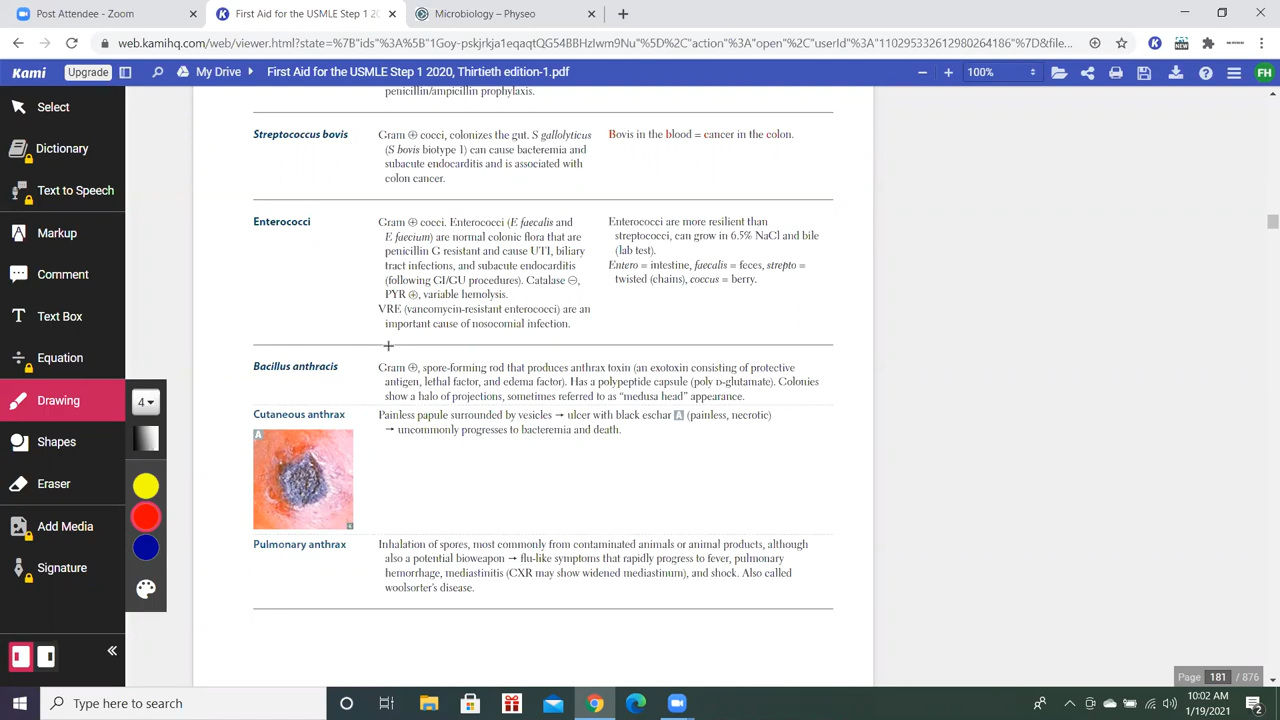 Post Attendee - Zoom
First Aid for the USMLE Step 1 20
Microbiology – Physeo
web.kamihq.com/web/viewer.html?state=%7B"ids"%3A%5B"1Goy-pskjrkja1eqaqtQG54BBHzIwm9Nu"%5D%2C"action"%3A"open"%2C"userId"%3A"110295332612980264186"%7D&file...
NEW
Kami
Upgrade
My Drive
First Aid for the USMLE Step 1 2020, Thirtieth edition-1.pdf
100%
FH
Select
Dictionary
Text to Speech
Markup
Comment
Text Box
Equation
Drawing
Shapes
Eraser
Add Media
Signature
4
penicillin/ampicillin prophylaxis.
Streptococcus bovis
Gram ⊕ cocci, colonizes the gut. S gallolyticus
(S bovis biotype 1) can cause bacteremia and
subacute endocarditis and is associated with
colon cancer.
Bovis in the blood = cancer in the colon.
Enterococci
Gram ⊕ cocci. Enterococci (E faecalis and
E faecium) are normal colonic flora that are
penicillin G resistant and cause UTI, biliary
tract infections, and subacute endocarditis
(following GI/GU procedures). Catalase ⊖,
PYR ⊕, variable hemolysis.
VRE (vancomycin-resistant enterococci) are an
important cause of nosocomial infection.
Enterococci are more resilient than
streptococci, can grow in 6.5% NaCl and bile
(lab test).
Entero = intestine, faecalis = feces, strepto =
twisted (chains), coccus = berry.
Bacillus anthracis
Gram ⊕, spore-forming rod that produces anthrax toxin (an exotoxin consisting of protective
antigen, lethal factor, and edema factor). Has a polypeptide capsule (poly D-glutamate). Colonies
show a halo of projections, sometimes referred to as “medusa head” appearance.
Cutaneous anthrax
Painless papule surrounded by vesicles → ulcer with black eschar A (painless, necrotic)
→ uncommonly progresses to bacteremia and death.
A
Pulmonary anthrax
Inhalation of spores, most commonly from contaminated animals or animal products, although
also a potential bioweapon → flu-like symptoms that rapidly progress to fever, pulmonary
hemorrhage, mediastinitis (CXR may show widened mediastinum), and shock. Also called
woolsorter’s disease.
Page 181 / 876
Type here to search
10:02 AM
1/19/2021
2